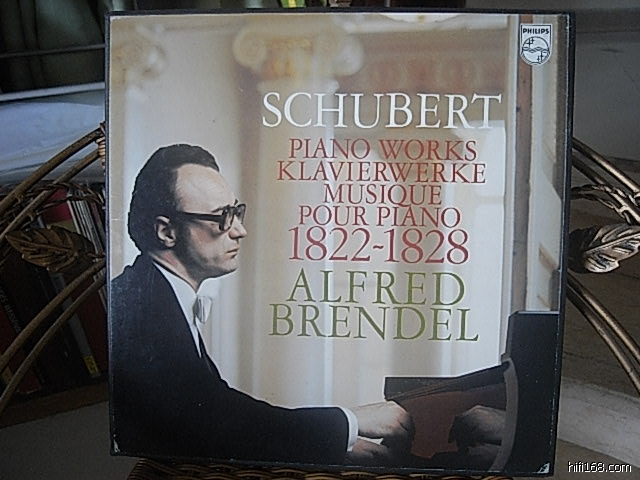 PHILIPS
SCHUBERT
PIANO WORKS
KLAVIERWERKE
MUSIQUE
POUR PIANO
1822-1828
ALFRED
BRENDEL
hifi168.com